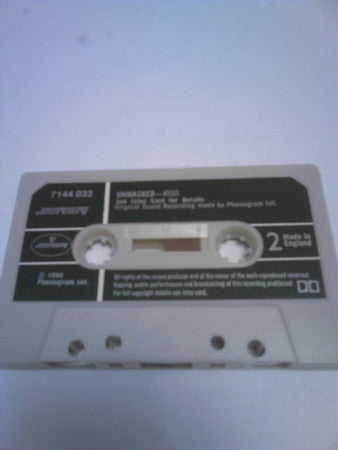 7144 032
UNMASKED—KISS
See Inlay Card for Details
Original Sound Recording made by Phonogram Int.
mercury
mercury
2
Made in
England
℗ 1980
Phonogram Int.
All rights of the record producer and of the owner of the work reproduced reserved.
Copying, public performance and broadcasting of this recording prohibited.
For full copyright details see inlay card.